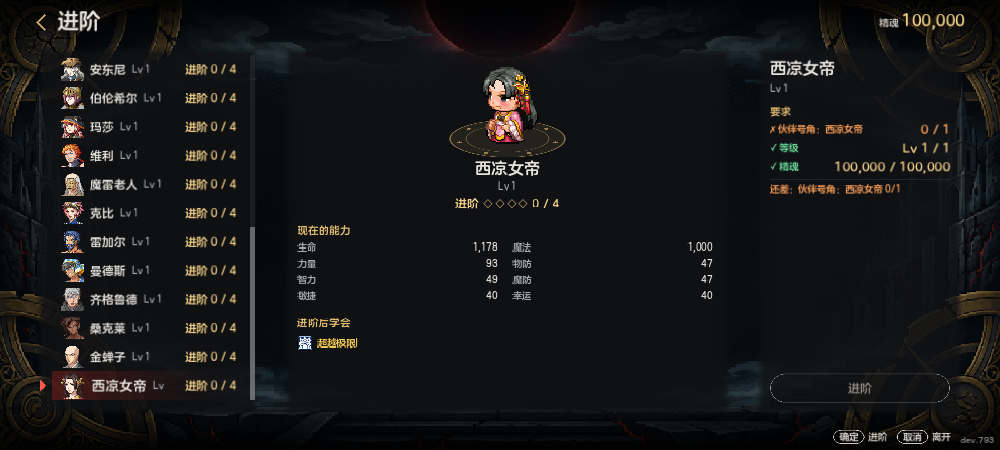 进阶
精魂 100,000
安东尼 Lv1 进阶 0 / 4
伯伦希尔 Lv1 进阶 0 / 4
玛莎 Lv1 进阶 0 / 4
维利 Lv1 进阶 0 / 4
魔雷老人 Lv1 进阶 0 / 4
克比 Lv1 进阶 0 / 4
雷加尔 Lv1 进阶 0 / 4
曼德斯 Lv1 进阶 0 / 4
齐格鲁德 Lv1 进阶 0 / 4
桑克莱 Lv1 进阶 0 / 4
金蝉子 Lv1 进阶 0 / 4
西凉女帝 Lv 进阶 0 / 4
西凉女帝
Lv1
进阶 ◇◇◇◇ 0 / 4
现在的能力
生命 1,178 魔法 1,000
力量 93 物防 47
智力 49 魔防 47
敏捷 40 幸运 40
进阶后学会
超越极限
西凉女帝
Lv1
要求
✗伙伴号角：西凉女帝 0 / 1
✓等级 Lv 1 / 1
✓精魂 100,000 / 100,000
还差：伙伴号角：西凉女帝 0/1
进阶
确定 进阶 取消 离开
dev.793